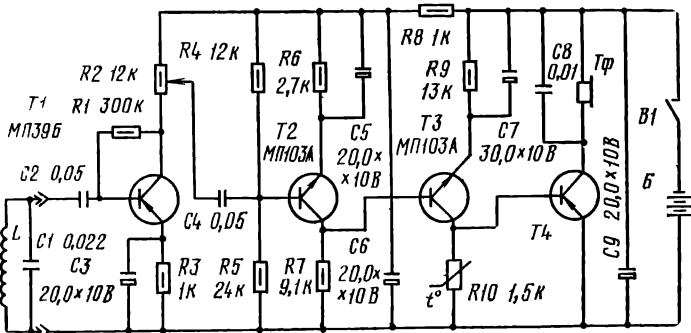 R8 1к
R2 12к
R4 12к
R6
2,7к
R9
13к
C8
0,01
Тφ
T1
МП39Б
R1 300к
T2
МП103А
C5
20,0×
×10В
T3
МП103А
C7
30,0×10В
В1
Б
C2 0,05
C4 0,05
L
C1 0,022
C3
20,0×10В
R3
1к
R5
24к
R7
9,1к
C6
20,0×
×10В
t°
R10 1,5к
T4
C9 20,0×10В